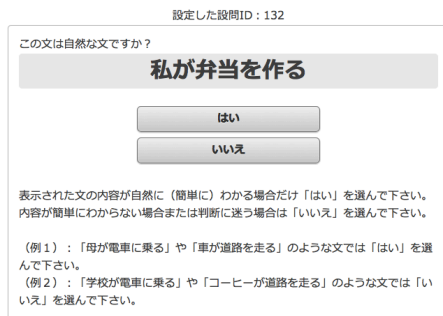 設定した設問ID：132
この文は自然な文ですか？
私が弁当を作る
はい
いいえ
表示された文の内容が自然に（簡単に）わかる場合だけ「はい」を選んで下さい。
内容が簡単にわからない場合または判断に迷う場合は「いいえ」を選んで下さい。
（例１）：「母が電車に乗る」や「車が道路を走る」のような文では「はい」を選
んで下さい。
（例２）：「学校が電車に乗る」や「コーヒーが道路を走る」のような文では「い
いえ」を選んで下さい。